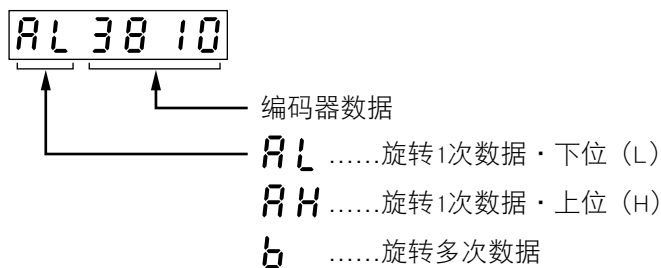 AL 3810
编码器数据
AL ……旋转1次数据・下位（L）
AH ……旋转1次数据・上位（H）
b ……旋转多次数据